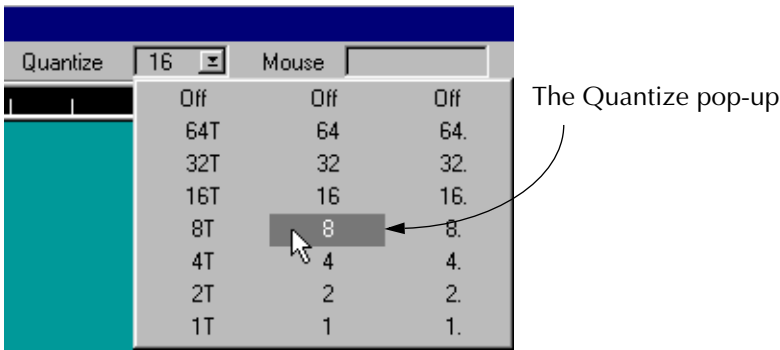 Quantize 16 Mouse
Off Off Off
The Quantize pop-up
64T 64 64.
32T 32 32.
16T 16 16.
8T 8 8.
4T 4 4.
2T 2 2.
1T 1 1.